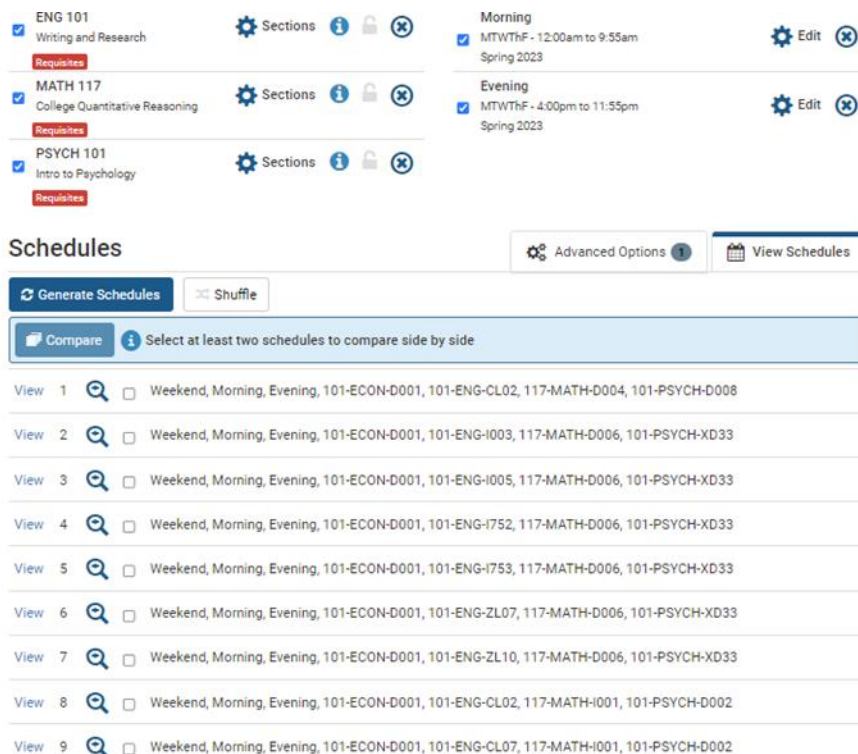 ENG 101
Writing and Research
Requisites
Sections
MATH 117
College Quantitative Reasoning
Requisites
Sections
PSYCH 101
Intro to Psychology
Requisites
Sections
Morning
MTWThF - 12:00am to 9:55am
Spring 2023
Edit
Evening
MTWThF - 4:00pm to 11:55pm
Spring 2023
Edit
Schedules
Advanced Options 1
View Schedules
Generate Schedules
Shuffle
Compare
Select at least two schedules to compare side by side
View 1 Weekend, Morning, Evening, 101-ECON-D001, 101-ENG-CL02, 117-MATH-D004, 101-PSYCH-D008
View 2 Weekend, Morning, Evening, 101-ECON-D001, 101-ENG-I003, 117-MATH-D006, 101-PSYCH-XD33
View 3 Weekend, Morning, Evening, 101-ECON-D001, 101-ENG-I005, 117-MATH-D006, 101-PSYCH-XD33
View 4 Weekend, Morning, Evening, 101-ECON-D001, 101-ENG-I752, 117-MATH-D006, 101-PSYCH-XD33
View 5 Weekend, Morning, Evening, 101-ECON-D001, 101-ENG-I753, 117-MATH-D006, 101-PSYCH-XD33
View 6 Weekend, Morning, Evening, 101-ECON-D001, 101-ENG-ZL07, 117-MATH-D006, 101-PSYCH-XD33
View 7 Weekend, Morning, Evening, 101-ECON-D001, 101-ENG-ZL10, 117-MATH-D006, 101-PSYCH-XD33
View 8 Weekend, Morning, Evening, 101-ECON-D001, 101-ENG-CL02, 117-MATH-I001, 101-PSYCH-D002
View 9 Weekend, Morning, Evening, 101-ECON-D001, 101-ENG-CL07, 117-MATH-I001, 101-PSYCH-D002